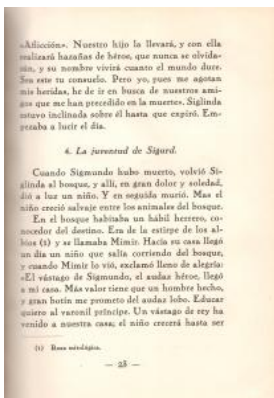 «Aflicción». Nuestro hijo la llevará, y con ella
realizará hazañas de héroe, que nunca se olvida-
rán, y su nombre vivirá cuanto el mundo dure.
Sea este tu consuelo. Pero yo, pues me agotan
mis heridas, he de ir en busca de nuestros ami-
gos que me han precedido en la muerte». Siglinda
estuvo inclinada sobre él hasta que expiró. Em-
pezaba a lucir el día.
4. La juventud de Sigurd.
Cuando Sigmundo hubo muerto, volvió Si-
glinda al bosque, y allí, en gran dolor y soledad,
dió a luz un niño. Y en seguida murió. Mas el
niño creció salvaje entre los animales del bosque.
En el bosque habitaba un hábil herrero, co-
nocedor del destino. Era de la estirpe de los al-
bios (1) y se llamaba Mimir. Hacia su casa llegó
un día un niño que salía corriendo del bosque,
y cuando Mimir lo vió, exclamó lleno de alegría:
«El vástago de Sigmundo, el audaz héroe, llegó
a mi casa. Más valor tiene que un hombre hecho,
y gran botín me prometo del audaz lobo. Educar
quiero al varonil príncipe. Un vástago de rey ha
venido a nuestra casa; el niño crecerá hasta ser
(1) Raza mitológica.
— 28 —